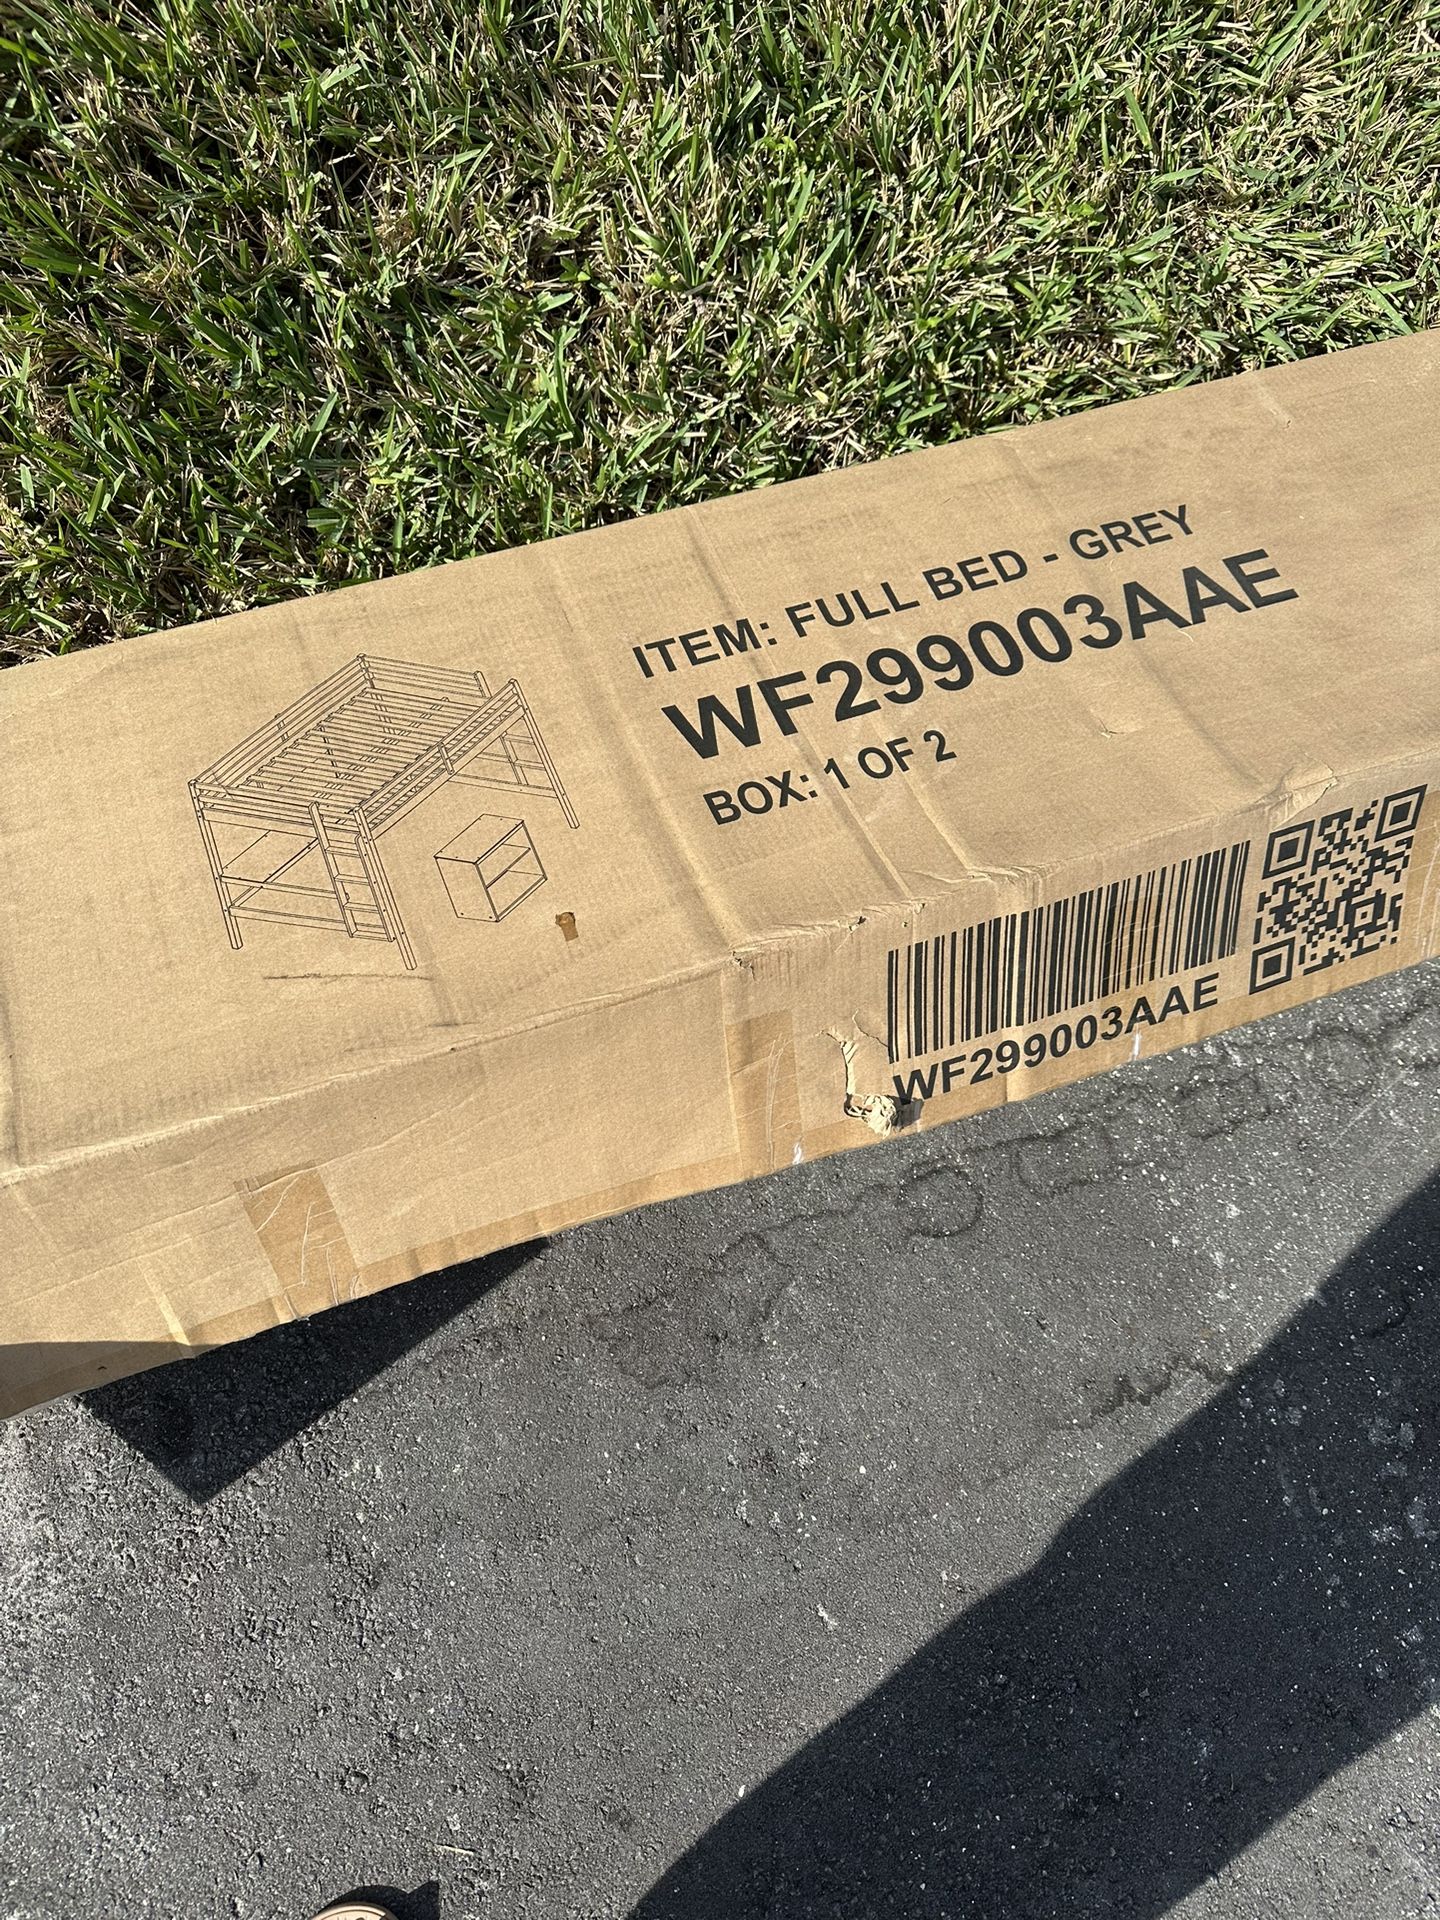 ITEM: FULL BED - GREY
WF299003AAE
BOX: 1 OF 2
WF299003AAE